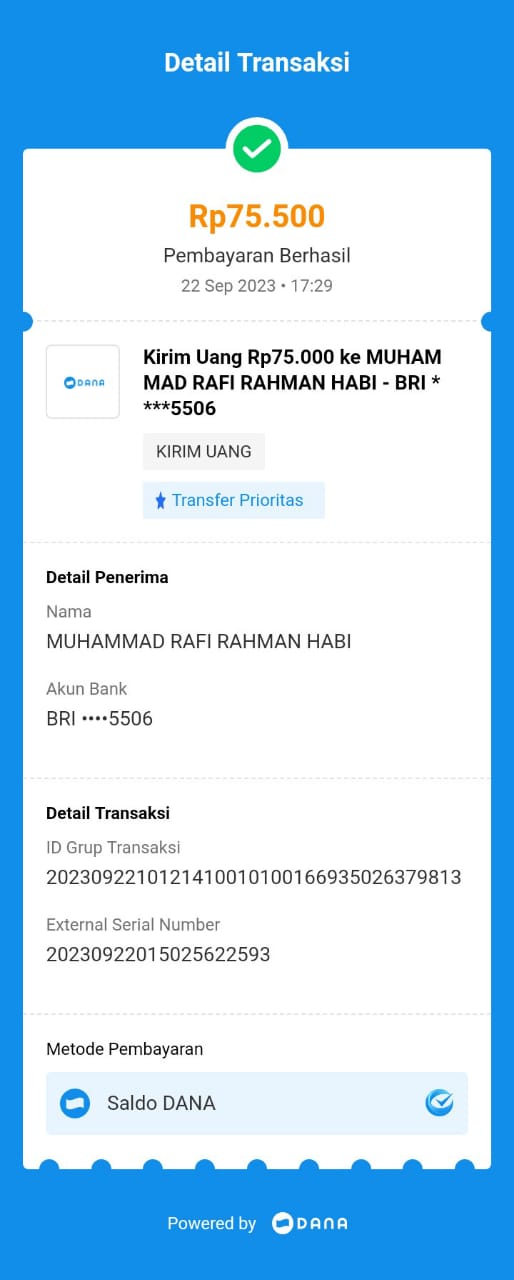 Detail Transaksi
Rp75.500
Pembayaran Berhasil
22 Sep 2023 • 17:29
DANA
Kirim Uang Rp75.000 ke MUHAM
MAD RAFI RAHMAN HABI - BRI *
***5506
KIRIM UANG
Transfer Prioritas
Detail Penerima
Nama
MUHAMMAD RAFI RAHMAN HABI
Akun Bank
BRI ••••5506
Detail Transaksi
ID Grup Transaksi
2023092210121410010100166935026379813
External Serial Number
20230922015025622593
Metode Pembayaran
Saldo DANA
Powered by DANA